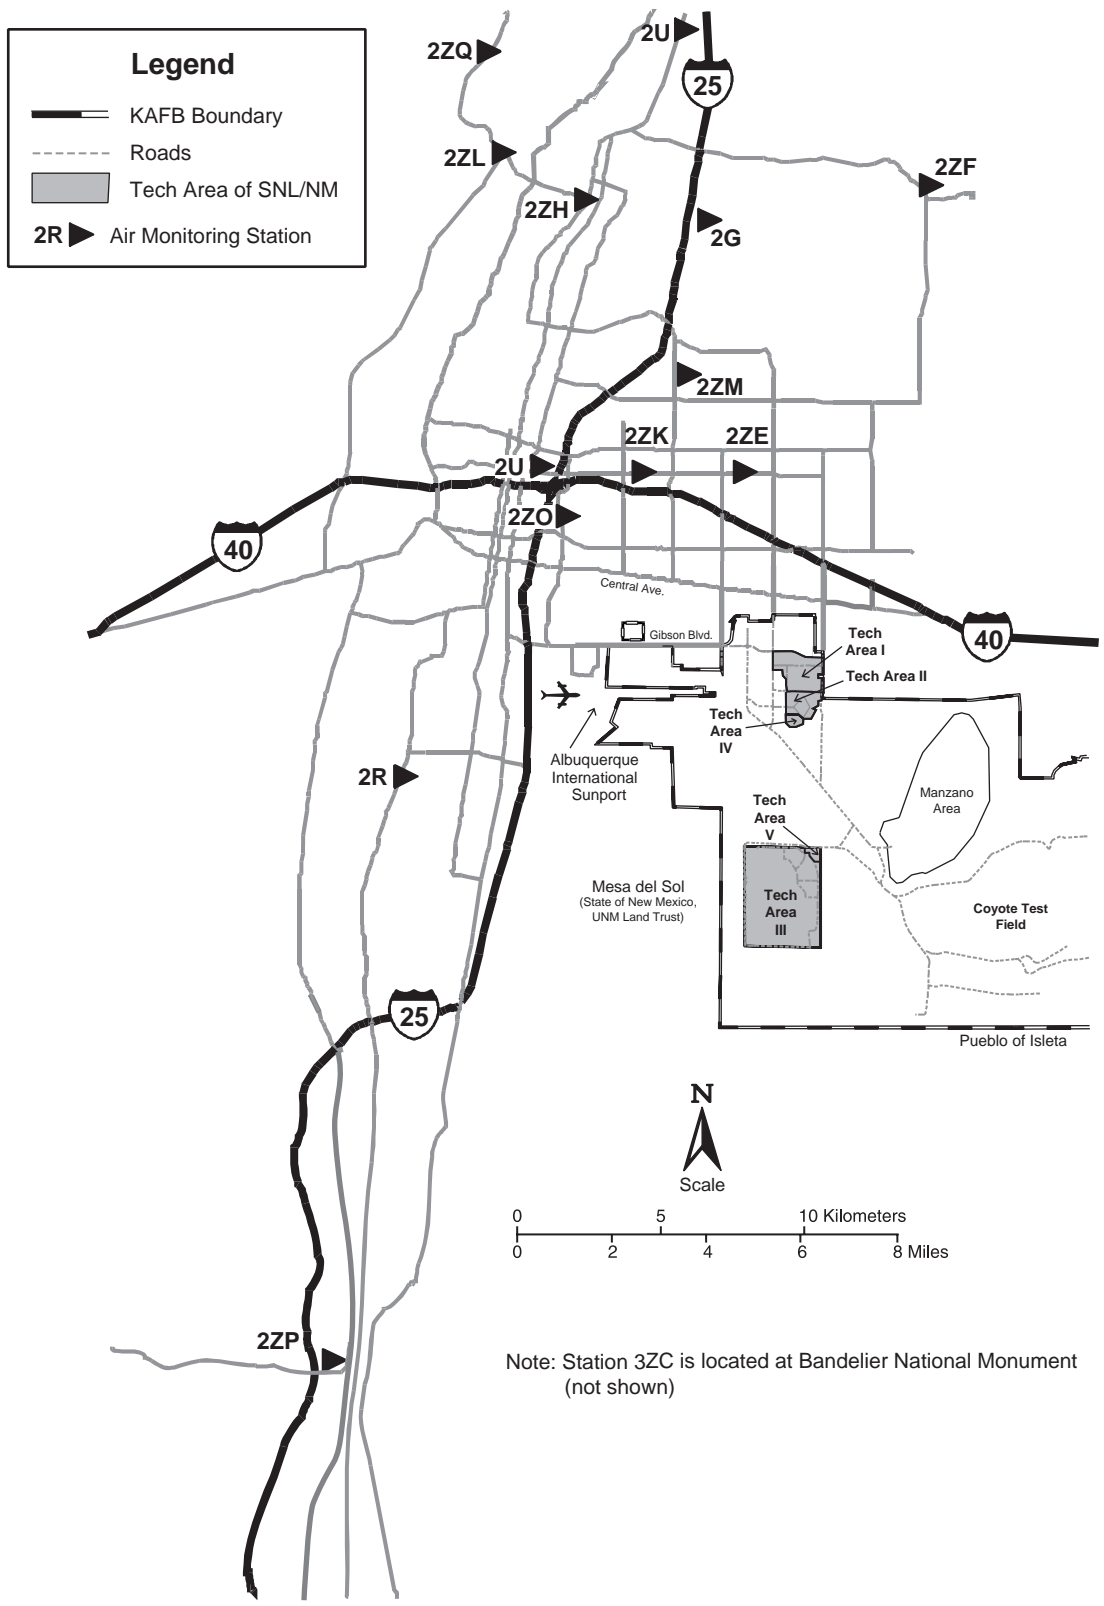 Legend
KAFB Boundary
Roads
Tech Area of SNL/NM
2R Air Monitoring Station
2U
2ZQ
25
2ZL
2ZF
2ZH
2G
2ZM
2ZK
2ZE
2U
2ZO
40
Central Ave.
Gibson Blvd.
40
Tech
Area I
Tech Area II
Tech
Area
IV
Albuquerque
International
Sunport
2R
Manzano
Area
Tech
Area
V
Mesa del Sol
(State of New Mexico,
UNM Land Trust)
Tech
Area
III
Coyote Test
Field
25
Pueblo of Isleta
N
Scale
0 5 10 Kilometers
0 2 4 6 8 Miles
2ZP
Note: Station 3ZC is located at Bandelier National Monument
(not shown)